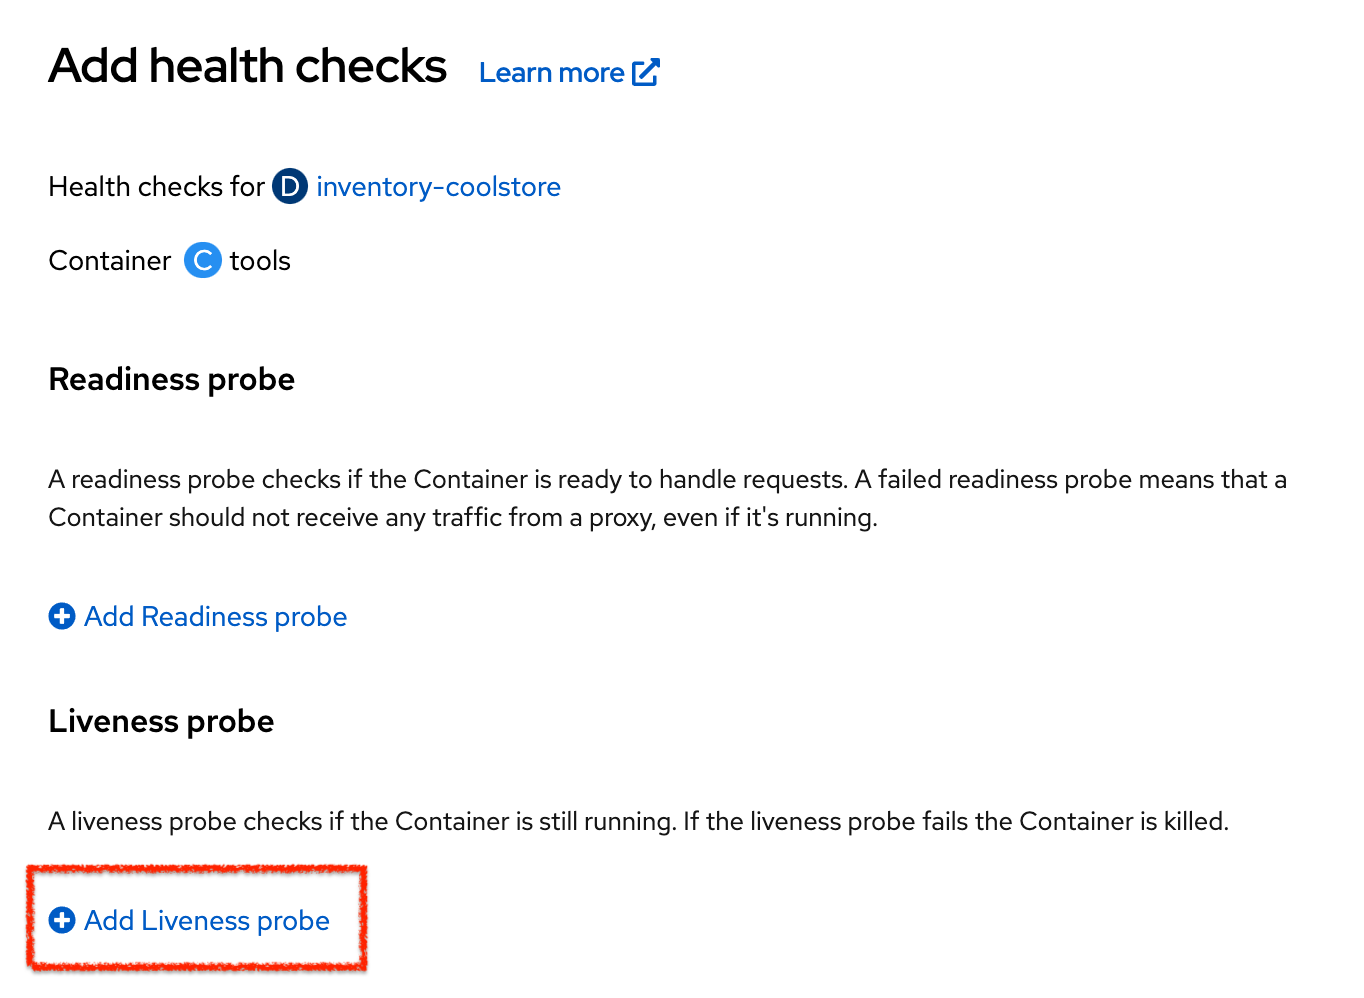 Add health checks Learn more
Health checks for D inventory-coolstore
Container C tools
Readiness probe
A readiness probe checks if the Container is ready to handle requests. A failed readiness probe means that a
Container should not receive any traffic from a proxy, even if it's running.
Add Readiness probe
Liveness probe
A liveness probe checks if the Container is still running. If the liveness probe fails the Container is killed.
Add Liveness probe